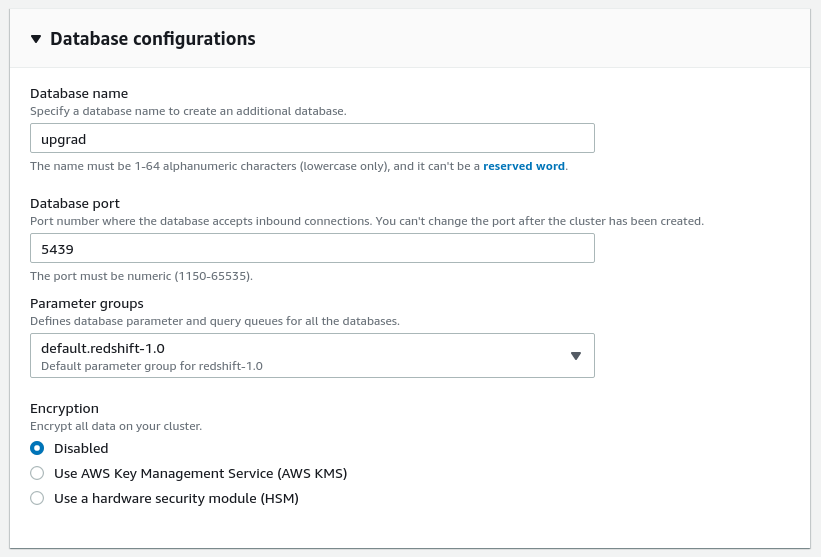 Database configurations
Database name
Specify a database name to create an additional database.
upgrad
The name must be 1-64 alphanumeric characters (lowercase only), and it can't be a reserved word.
Database port
Port number where the database accepts inbound connections. You can't change the port after the cluster has been created.
5439
The port must be numeric (1150-65535).
Parameter groups
Defines database parameter and query queues for all the databases.
default.redshift-1.0
Default parameter group for redshift-1.0
Encryption
Encrypt all data on your cluster.
Disabled
Use AWS Key Management Service (AWS KMS)
Use a hardware security module (HSM)